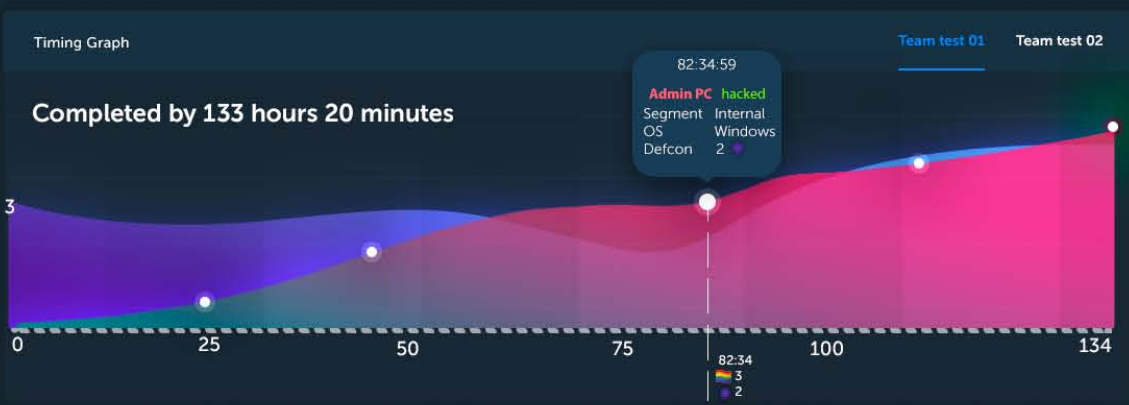 Timing Graph
Team test 01
Team test 02
82:34:59
Completed by 133 hours 20 minutes
Admin PC hacked
Segment Internal
OS Windows
Defcon 2
3
0
25
50
75
100
134
82:34
3
2